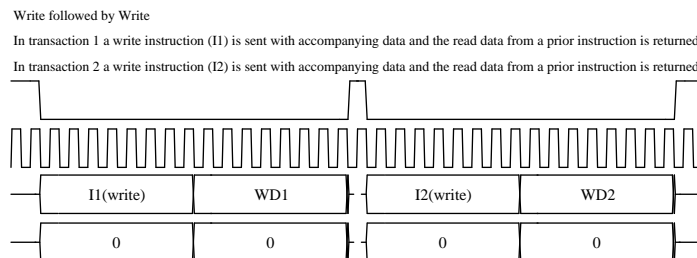 Write followed by Write
In transaction 1 a write instruction (I1) is sent with accompanying data and the read data from a prior instruction is returned
In transaction 2 a write instruction (I2) is sent with accompanying data and the read data from a prior instruction is returned
I1(write) WD1 I2(write) WD2
0 0 0 0